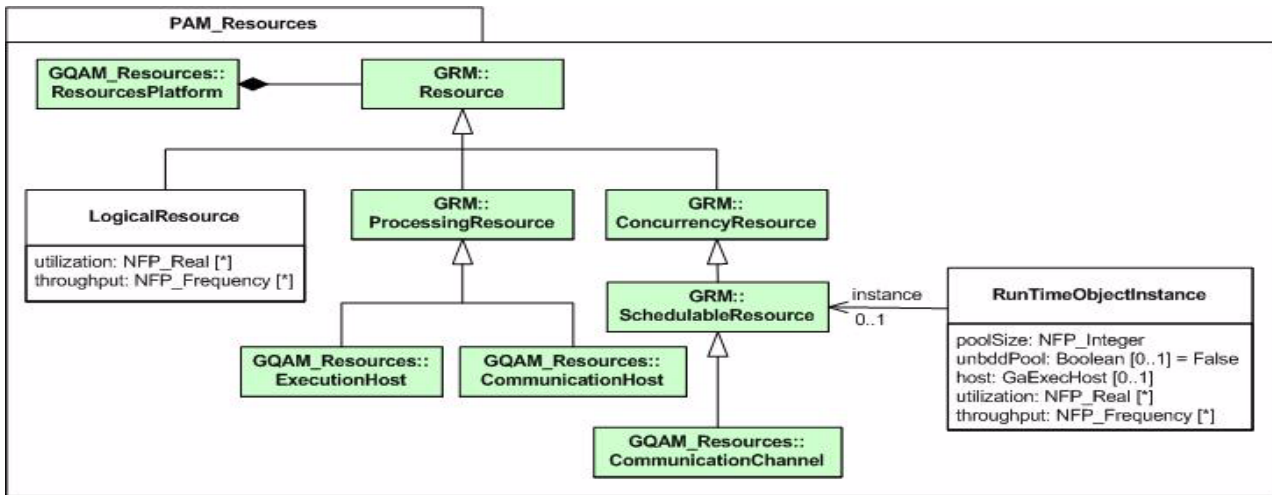 PAM_Resources
GQAM_Resources::
ResourcesPlatform
GRM::
Resource
LogicalResource
utilization: NFP_Real [*]
throughput: NFP_Frequency [*]
GRM::
ProcessingResource
GRM::
ConcurrencyResource
GRM::
SchedulableResource
instance
0..1
RunTimeObjectInstance
poolSize: NFP_Integer
unbddPool: Boolean [0..1] = False
host: GaExecHost [0..1]
utilization: NFP_Real [*]
throughput: NFP_Frequency [*]
GQAM_Resources::
ExecutionHost
GQAM_Resources::
CommunicationHost
GQAM_Resources::
CommunicationChannel